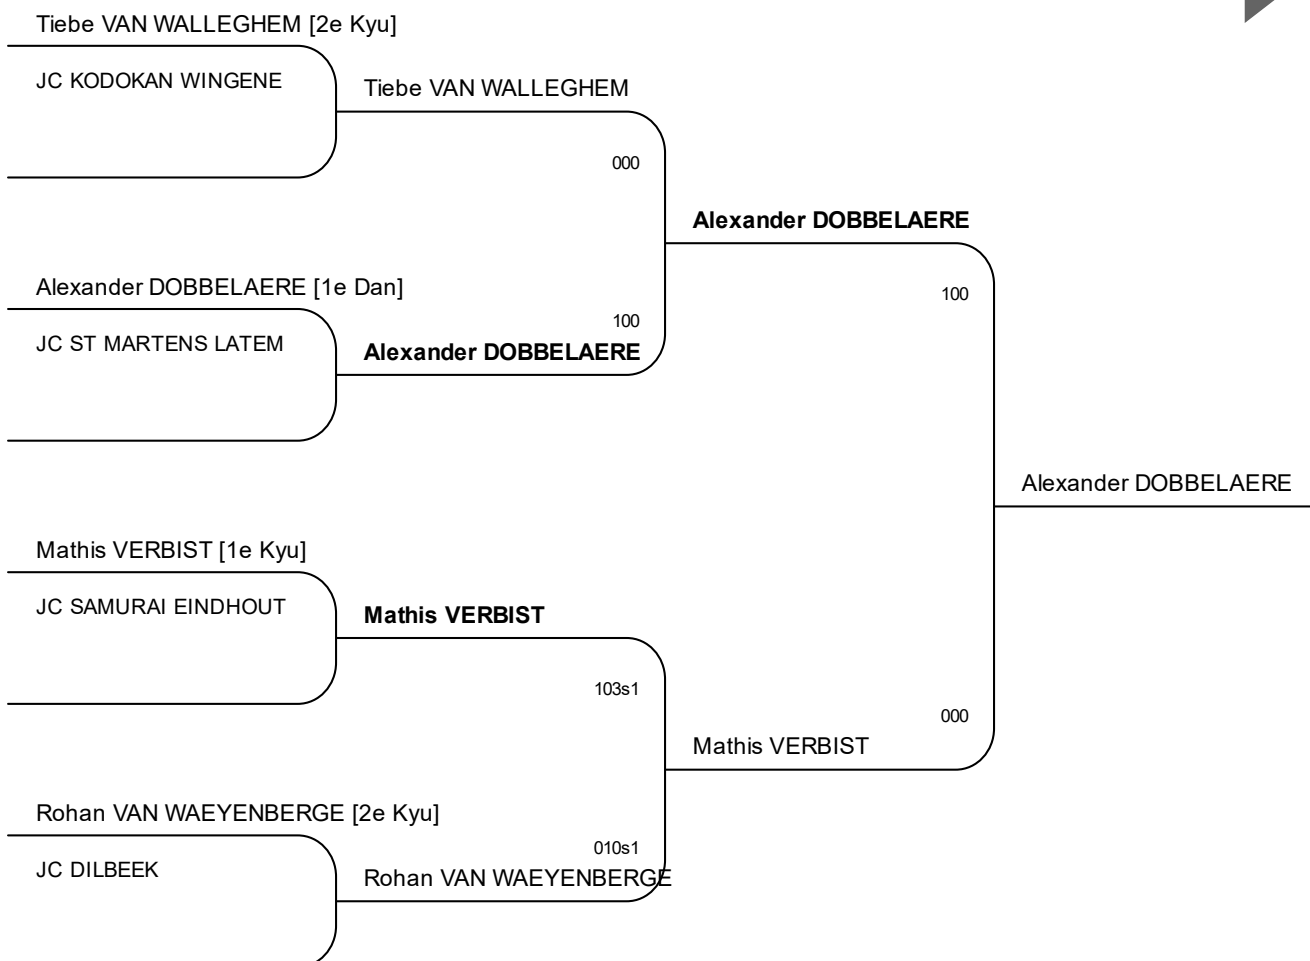 Tiebe VAN WALLEGHEM [2e Kyu]
JC KODOKAN WINGENE
Tiebe VAN WALLEGHEM
000
Alexander DOBBELAERE
100
Alexander DOBBELAERE [1e Dan]
100
JC ST MARTENS LATEM
Alexander DOBBELAERE
Alexander DOBBELAERE
Mathis VERBIST [1e Kyu]
JC SAMURAI EINDHOUT
Mathis VERBIST
103s1
000
Mathis VERBIST
Rohan VAN WAEYENBERGE [2e Kyu]
010s1
JC DILBEEK
Rohan VAN WAEYENBERGE